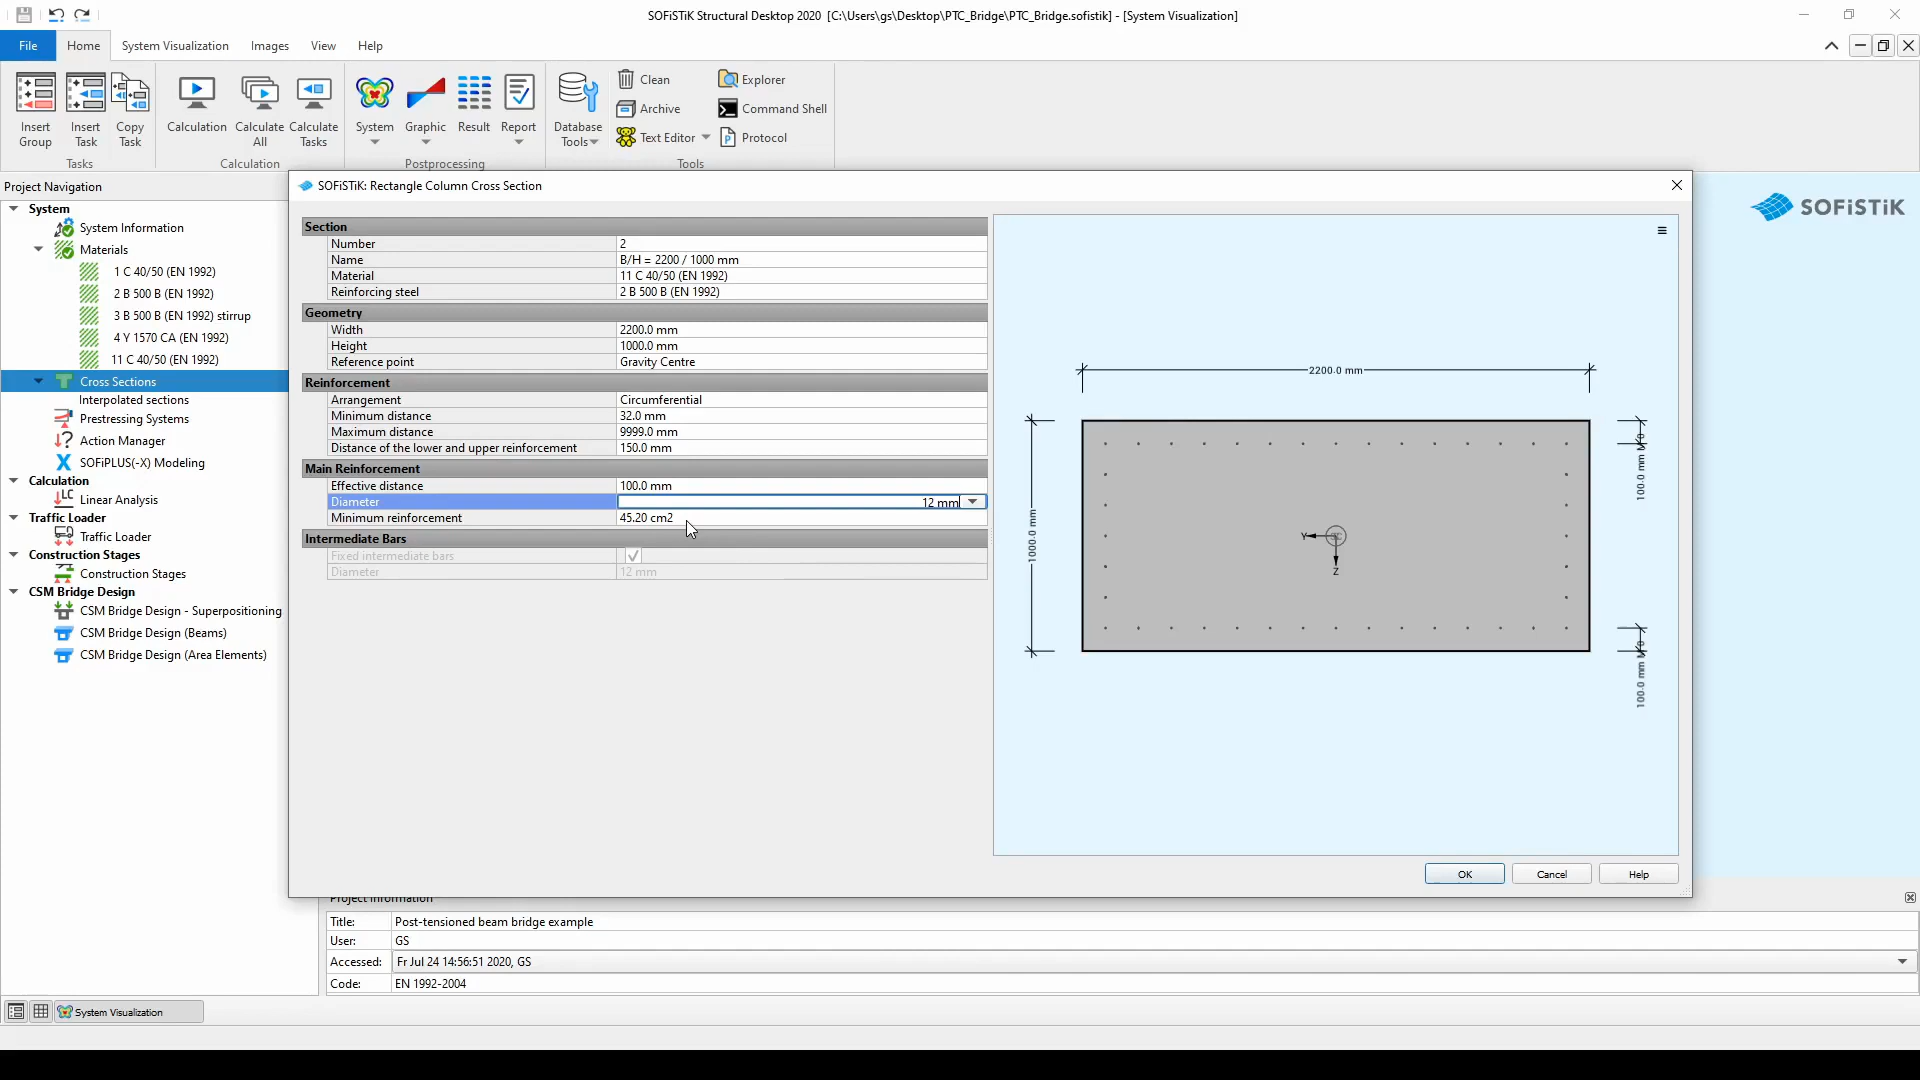 SOFiSTiK Structural Desktop 2020 [C:\Users\gs\Desktop\PTC_Bridge\PTC_Bridge.sofistik] - [System Visualization]
File Home System Visualization Images View Help
Insert Group
Insert Task
Copy Task
Tasks
Calculation
Calculate All
Calculate Tasks
Calculation
System
Graphic
Result
Report
Postprocessing
Database Tools
Clean
Archive
Text Editor
Explorer
Command Shell
Protocol
Tools
Project Navigation
System
System Information
Materials
1 C 40/50 (EN 1992)
2 B 500 B (EN 1992)
3 B 500 B (EN 1992) stirrup
4 Y 1570 CA (EN 1992)
11 C 40/50 (EN 1992)
Cross Sections
Interpolated sections
Prestressing Systems
Action Manager
SOFiPLUS(-X) Modeling
Calculation
Linear Analysis
Traffic Loader
Traffic Loader
Construction Stages
Construction Stages
CSM Bridge Design
CSM Bridge Design - Superpositioning
CSM Bridge Design (Beams)
CSM Bridge Design (Area Elements)
SOFiSTiK: Rectangle Column Cross Section
Section
Number 2
Name B/H = 2200 / 1000 mm
Material 11 C 40/50 (EN 1992)
Reinforcing steel 2 B 500 B (EN 1992)
Geometry
Width 2200.0 mm
Height 1000.0 mm
Reference point Gravity Centre
Reinforcement
Arrangement Circumferential
Minimum distance 32.0 mm
Maximum distance 9999.0 mm
Distance of the lower and upper reinforcement 150.0 mm
Main Reinforcement
Effective distance 100.0 mm
Diameter 12 mm
Minimum reinforcement 45.20 cm2
Intermediate Bars
Fixed intermediate bars
Diameter 12 mm
2200.0 mm
1000.0 mm
100.0 mm M0
Y
Z
100.0 mm M0
OK Cancel Help
SOFiSTiK
Project Information
Title: Post-tensioned beam bridge example
User: GS
Accessed: Fr Jul 24 14:56:51 2020, GS
Code: EN 1992-2004
System Visualization